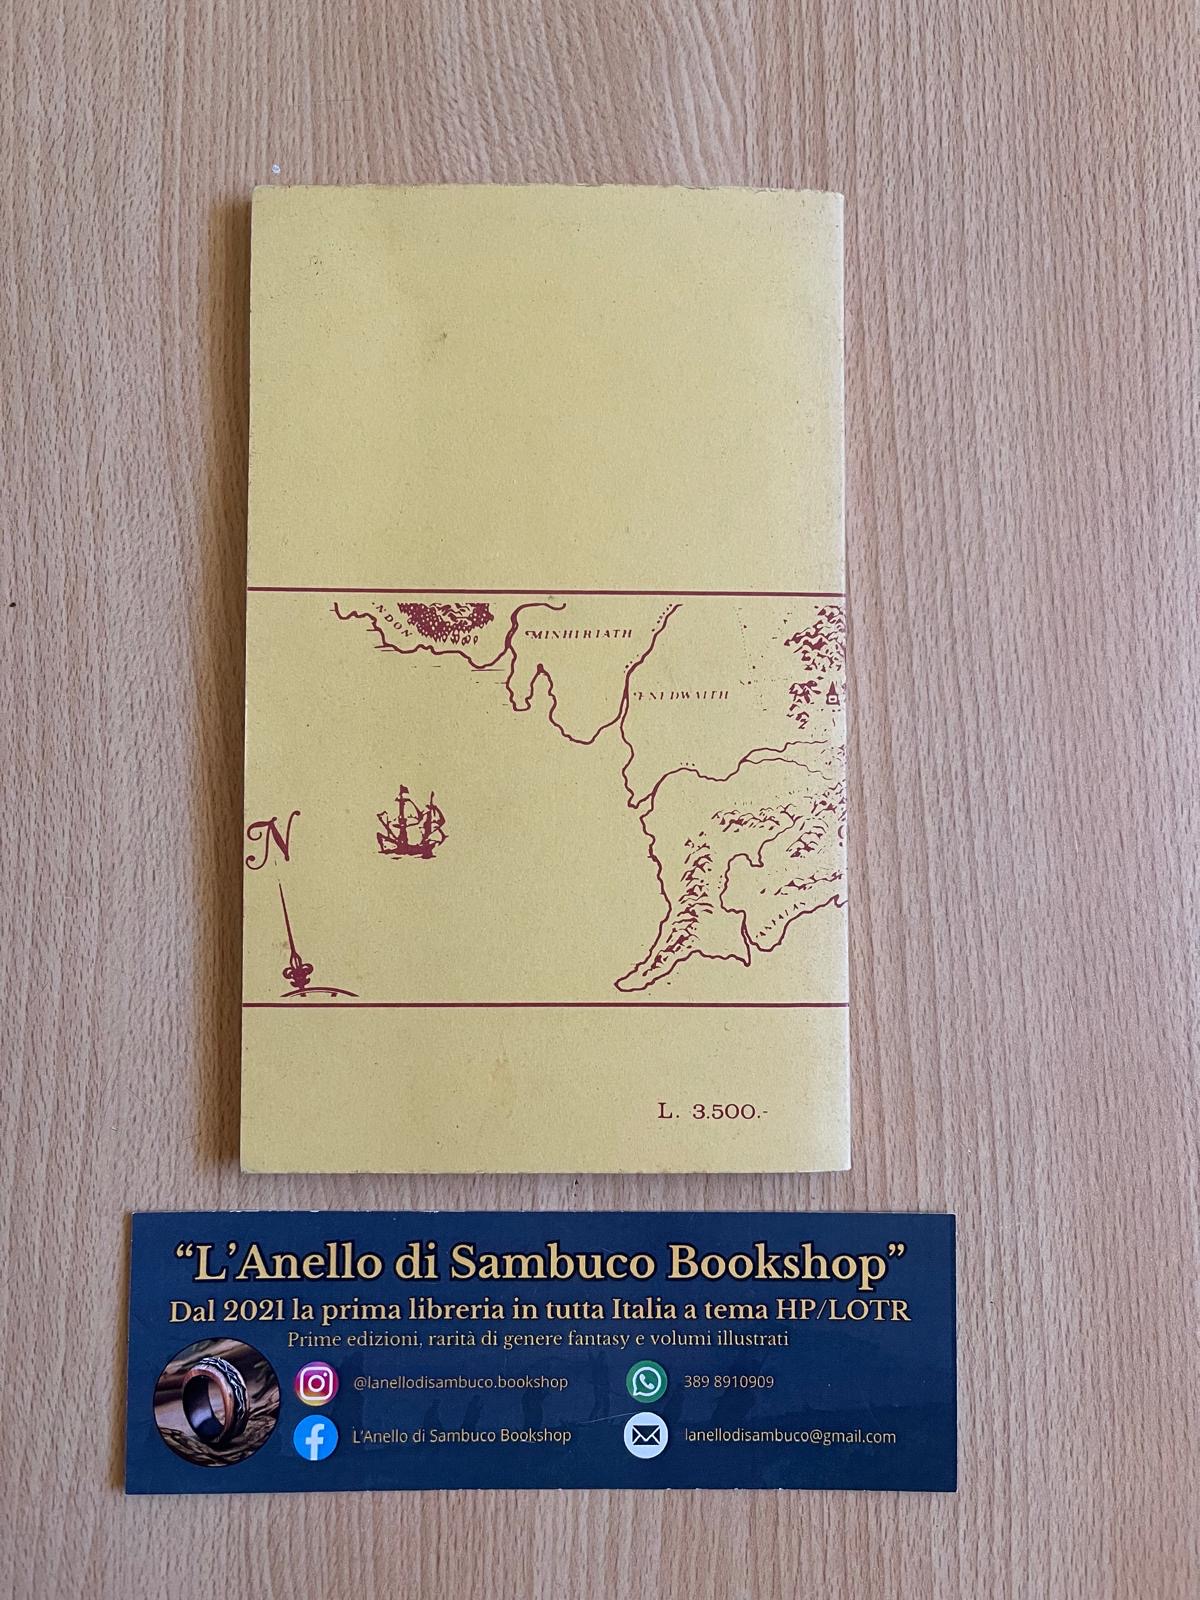 NDON
MINHIRIATH
ENEDWAITH
N
ANFALAS
L. 3.500.-
“L’Anello di Sambuco Bookshop”
Dal 2021 la prima libreria in tutta Italia a tema HP/LOTR
Prime edizioni, rarità di genere fantasy e volumi illustrati
@lanellodisambuco.bookshop
389 8910909
L'Anello di Sambuco Bookshop
lanellodisambuco@gmail.com